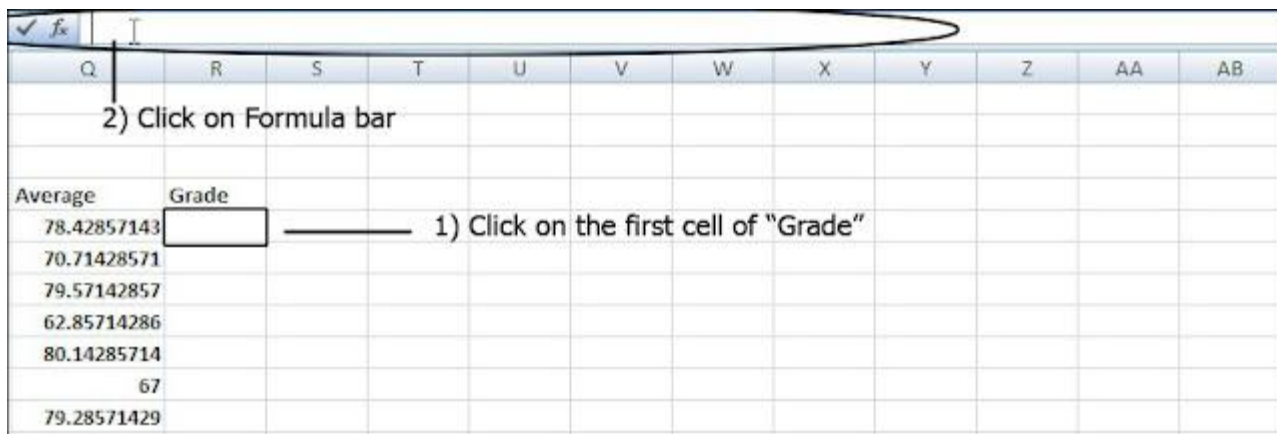 fx
Q R S T U V W X Y Z AA AB
2) Click on Formula bar
Average Grade
78.42857143 1) Click on the first cell of “Grade”
70.71428571
79.57142857
62.85714286
80.14285714
67
79.28571429